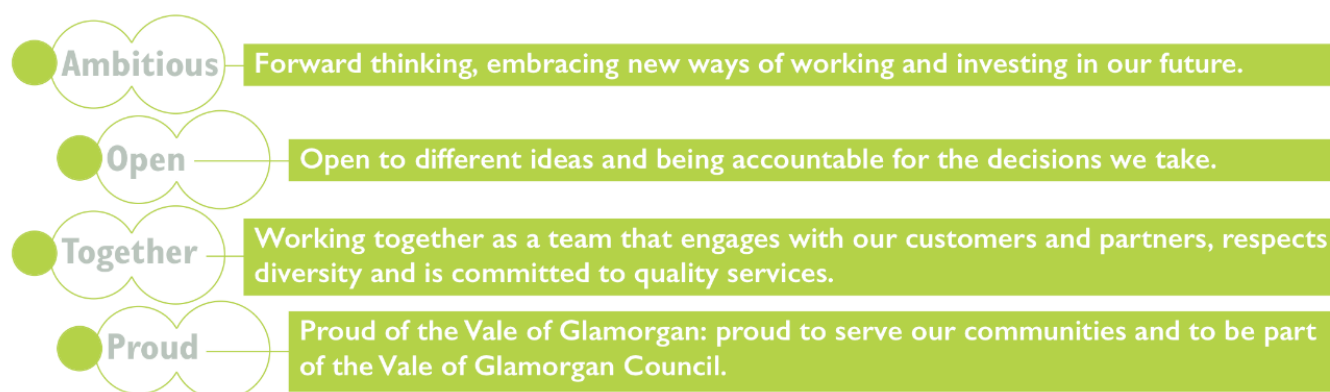 Ambitious
Forward thinking, embracing new ways of working and investing in our future.
Open
Open to different ideas and being accountable for the decisions we take.
Together
Working together as a team that engages with our customers and partners, respects
diversity and is committed to quality services.
Proud
Proud of the Vale of Glamorgan: proud to serve our communities and to be part
of the Vale of Glamorgan Council.